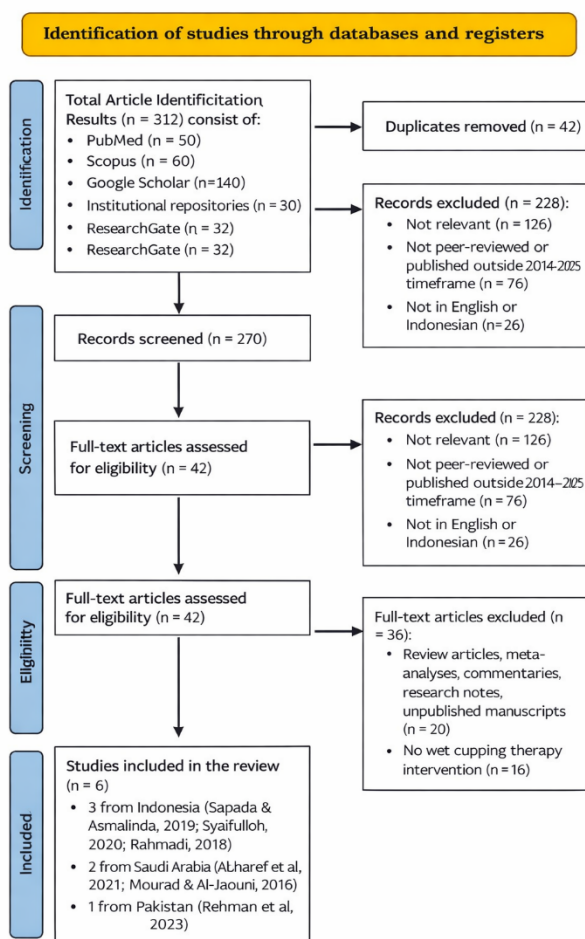 Identification of studies through databases and registers
Total Article Identificitation,
Results (n = 312) consist of:
• PubMed (n = 50)
• Scopus (n = 60)
• Google Scholar (n=140)
• Institutional repositories (n = 30)
• ResearchGate (n = 32)
• ResearchGate (n = 32)
Duplicates removed (n = 42)
Records excluded (n = 228):
• Not relevant (n = 126)
• Not peer-reviewed or
published outside 2014-2025
timeframe (n = 76)
• Not in English or
Indonesian (n=26)
Ideniification
Records screened (n = 270)
Full-text articles assessed
for eligibility (n = 42)
Records excluded (n = 228):
• Not relevant (n = 126)
• Not peer-reviewed or
published outside 2014–2025
timeframe (n = 76)
• Not in English or
Indonesian (n = 26)
Screening
Full-text articles assessed
for eligibility (n = 42)
Full-text articles excluded (n
= 36):
• Review articles, meta-
analyses, commentaries,
research notes,
unpublished manuscripts
(n = 20)
• No wet cupping therapy
intervention (n = 16)
Eliginiitty
Studies included in the review
(n = 6)
• 3 from Indonesia (Sapada &
Asmalinda, 2019; Syaifulloh,
2020; Rahmadi, 2018)
• 2 from Saudi Arabia
2021; Mourad & Al-Jaouni, 2016)
• 1 from Pakistan (Rehman et al,
2023)
Included